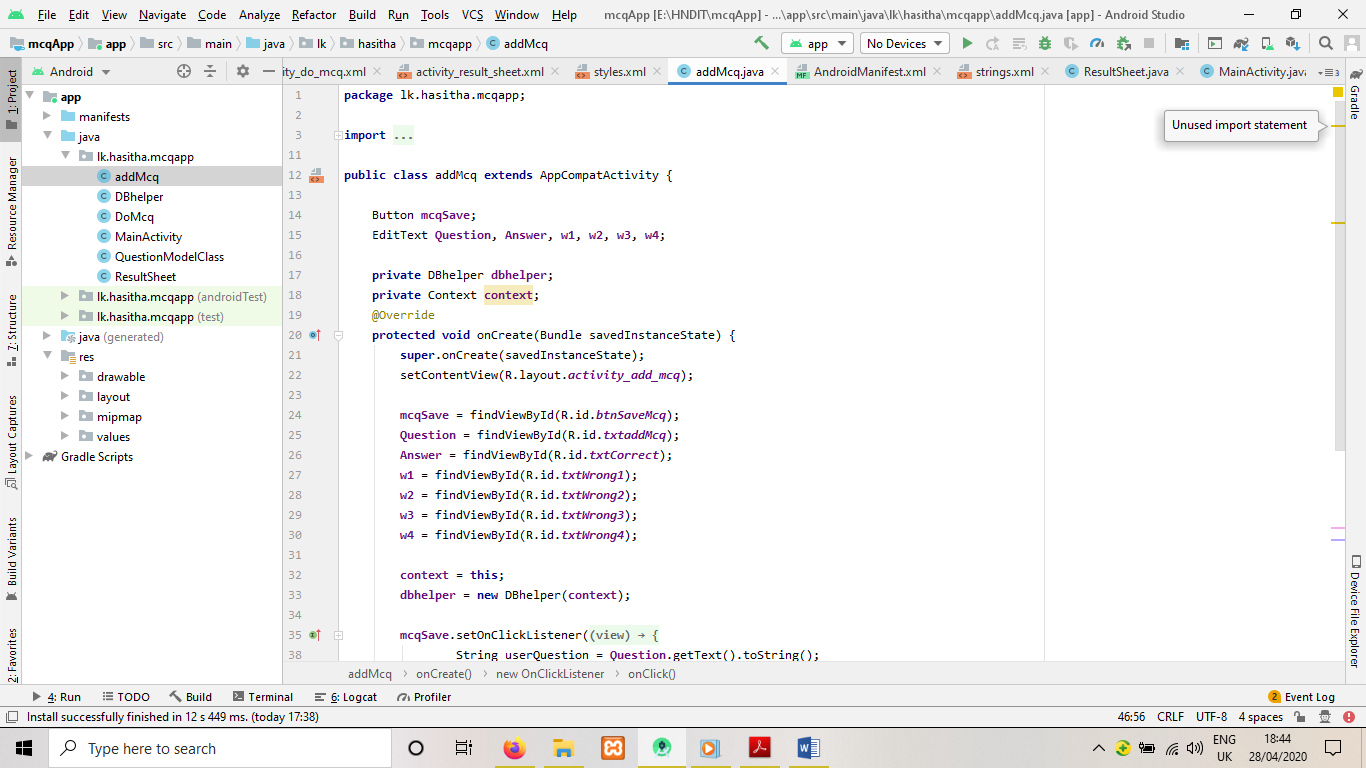 File Edit View Navigate Code Analyze Refactor Build Run Tools VCS Window Help mcqApp [E:\HNDIT\mcqApp] - ...\app\src\main\java\lk\hasitha\mcqapp\addMcq.java [app] - Android Studio
mcqApp app src main java lk hasitha mcqapp addMcq app No Devices
Android ity_do_mcq.xml activity_result_sheet.xml styles.xml addMcq.java AndroidManifest.xml strings.xml ResultSheet.java MainActivity.java
1: Project
Resource Manager
7: Structure
Layout Captures
Build Variants
2: Favorites
app
manifests
java
lk.hasitha.mcqapp
addMcq
DBhelper
DoMcq
MainActivity
QuestionModelClass
ResultSheet
lk.hasitha.mcqapp (androidTest)
lk.hasitha.mcqapp (test)
java (generated)
res
drawable
layout
mipmap
values
Gradle Scripts
1 package lk.hasitha.mcqapp;
2
3 import ...
11
12 public class addMcq extends AppCompatActivity {
13
14 Button mcqSave;
15 EditText Question, Answer, w1, w2, w3, w4;
16
17 private DBhelper dbhelper;
18 private Context context;
19 @Override
20 protected void onCreate(Bundle savedInstanceState) {
21 super.onCreate(savedInstanceState);
22 setContentView(R.layout.activity_add_mcq);
23
24 mcqSave = findViewById(R.id.btnSaveMcq);
25 Question = findViewById(R.id.txtaddMcq);
26 Answer = findViewById(R.id.txtCorrect);
27 w1 = findViewById(R.id.txtWrong1);
28 w2 = findViewById(R.id.txtWrong2);
29 w3 = findViewById(R.id.txtWrong3);
30 w4 = findViewById(R.id.txtWrong4);
31
32 context = this;
33 dbhelper = new DBhelper(context);
34
35 mcqSave.setOnClickListener((view) → {
38 String userQuestion = Question.getText().toString();
Unused import statement
Gradle
Device File Explorer
addMcq onCreate() new OnClickListener onClick()
4: Run TODO Build Terminal 6: Logcat Profiler 2 Event Log
Install successfully finished in 12 s 449 ms. (today 17:38) 46:56 CRLF UTF-8 4 spaces
Type here to search
ENG 18:44
UK 28/04/2020